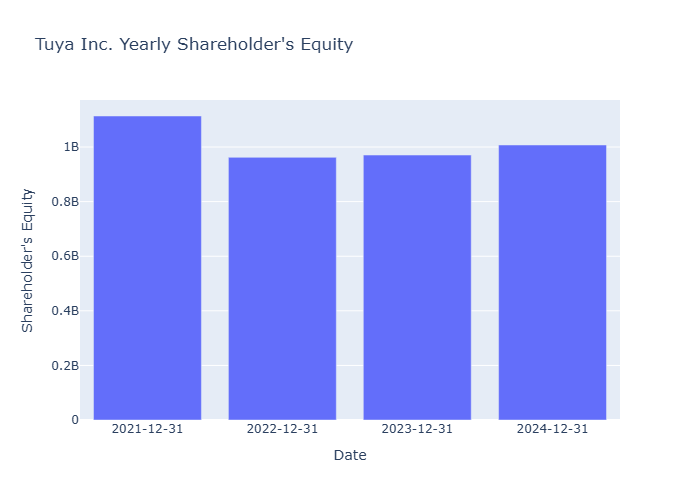 Tuya Inc. Yearly Shareholder's Equity
Shareholder's Equity
1B
0.8B
0.6B
0.4B
0.2B
0
2021-12-31
2022-12-31
2023-12-31
2024-12-31
Date